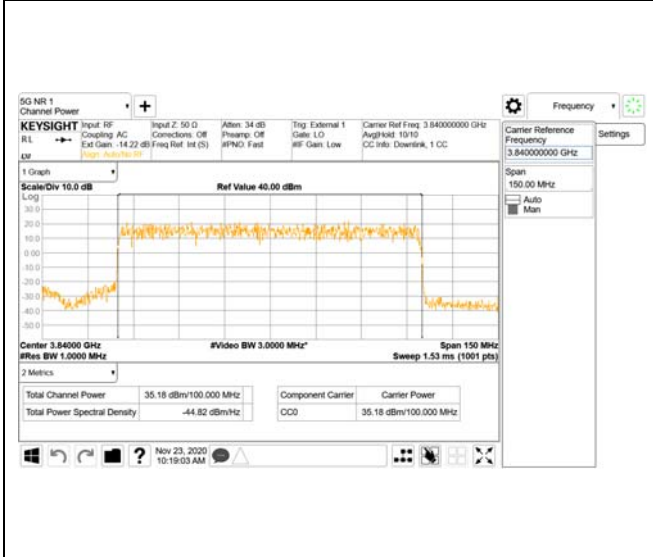 5G NR 1
Channel Power
Frequency
KEYSIGHT
RL
Input: RF
Coupling: AC
Ext Gain: -14.22 dB
Align: Auto/No RF
Input Z: 50 Ω
Corrections: Off
Freq Ref: Int (S)
Atten: 34 dB
Preamp: Off
#PNO: Fast
Trig: External 1
Gate: LO
#IF Gain: Low
Carrier Ref Freq: 3.840000000 GHz
Avg|Hold: 10/10
CC Info: Downlink, 1 CC
Carrier Reference
Frequency
3.840000000 GHz
Settings
Span
150.00 MHz
Auto
Man
1 Graph
Scale/Div 10.0 dB
Ref Value 40.00 dBm
Log
30.0
20.0
10.0
0.00
-10.0
-20.0
-30.0
-40.0
-50.0
Center 3.84000 GHz
#Video BW 3.0000 MHz*
Span 150 MHz
#Res BW 1.0000 MHz
Sweep 1.53 ms (1001 pts)
2 Metrics
Total Channel Power 35.18 dBm/100.000 MHz
Total Power Spectral Density -44.82 dBm/Hz
Component Carrier Carrier Power
CC0 35.18 dBm/100.000 MHz
Nov 23, 2020
10:19:03 AM